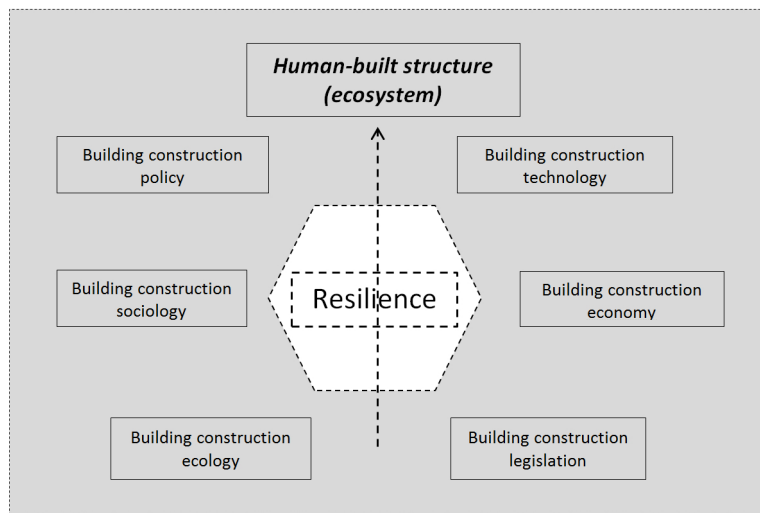 Human-built structure
(ecosystem)
Building construction
policy
Building construction
technology
Building construction
sociology
Resilience
Building construction
economy
Building construction
ecology
Building construction
legislation